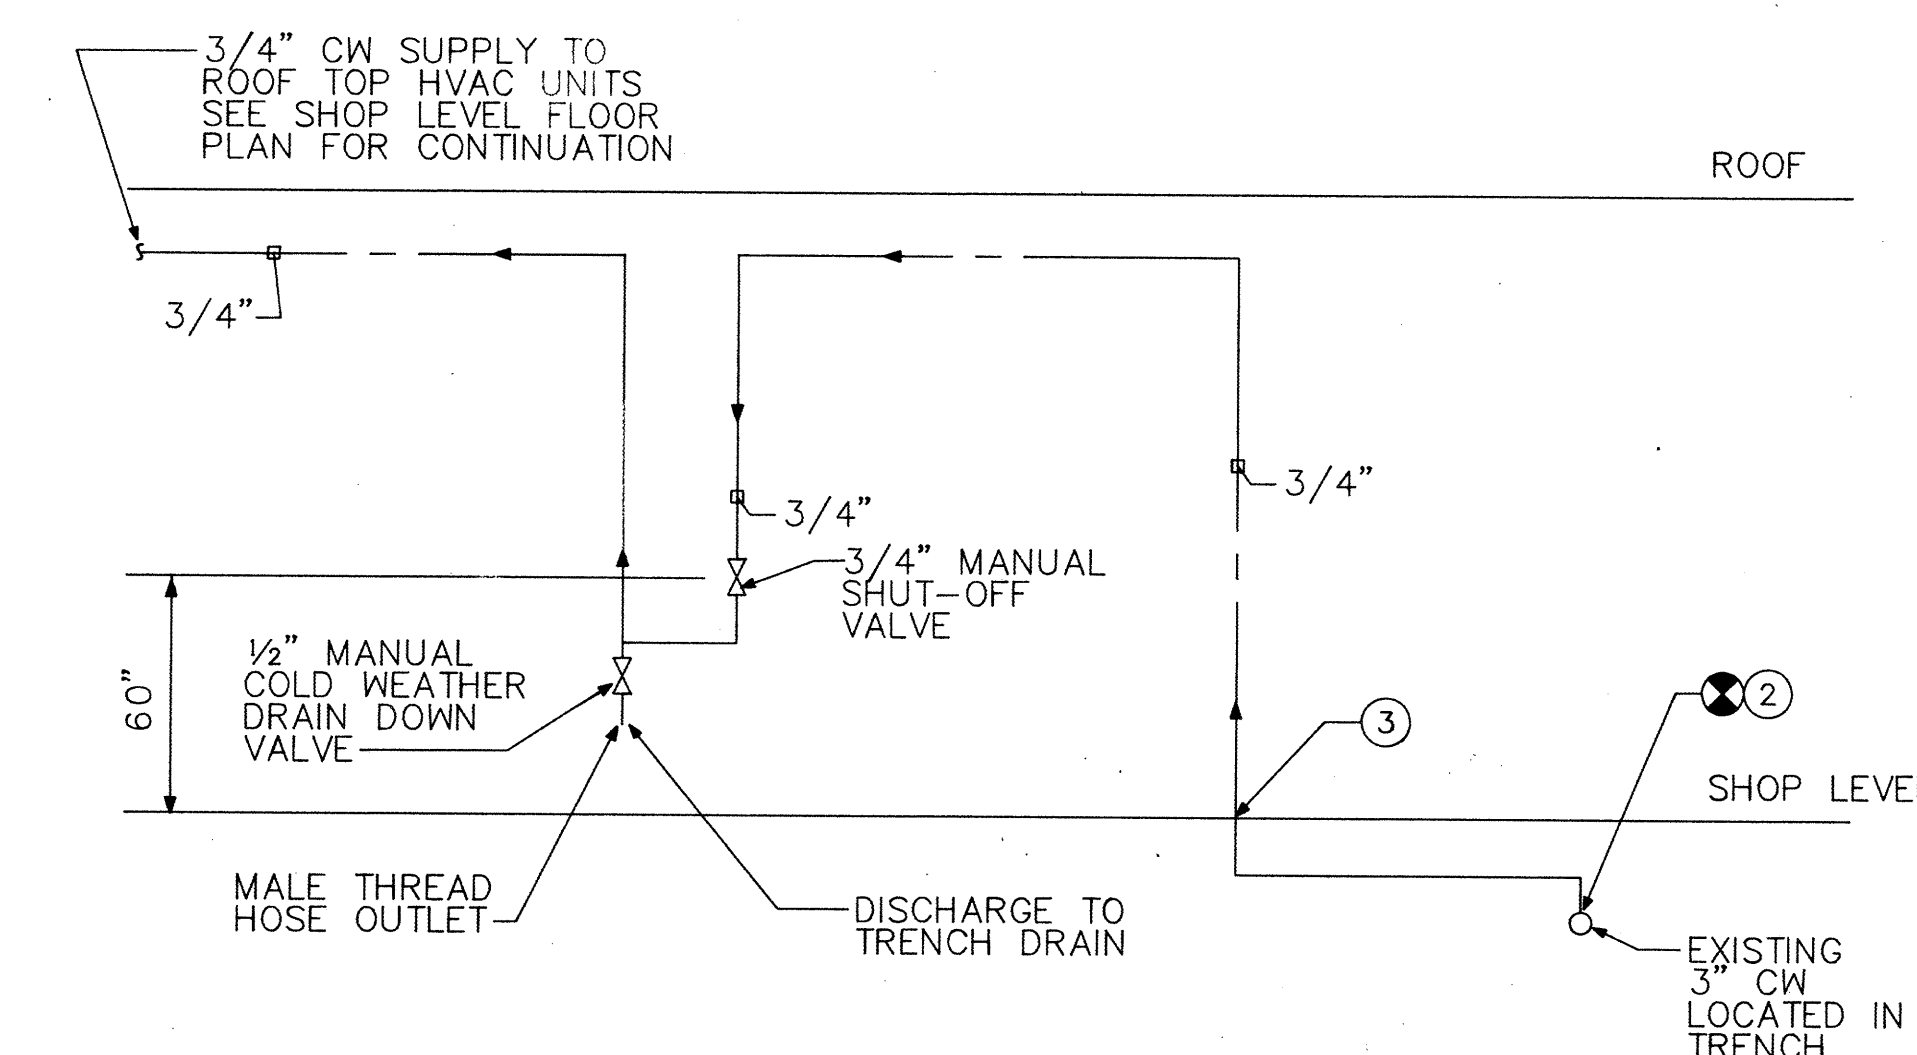 3/4" CW SUPPLY TO
ROOF TOP HVAC UNITS
SEE SHOP LEVEL FLOOR
PLAN FOR CONTINUATION
ROOF
3/4"
3/4"
3/4"
3/4" MANUAL
SHUT-OFF
VALVE
60"
½" MANUAL
COLD WEATHER
DRAIN DOWN
VALVE
2
3
SHOP LEVE
MALE THREAD
HOSE OUTLET
DISCHARGE TO
TRENCH DRAIN
EXISTING
3" CW
LOCATED IN
TRENCH